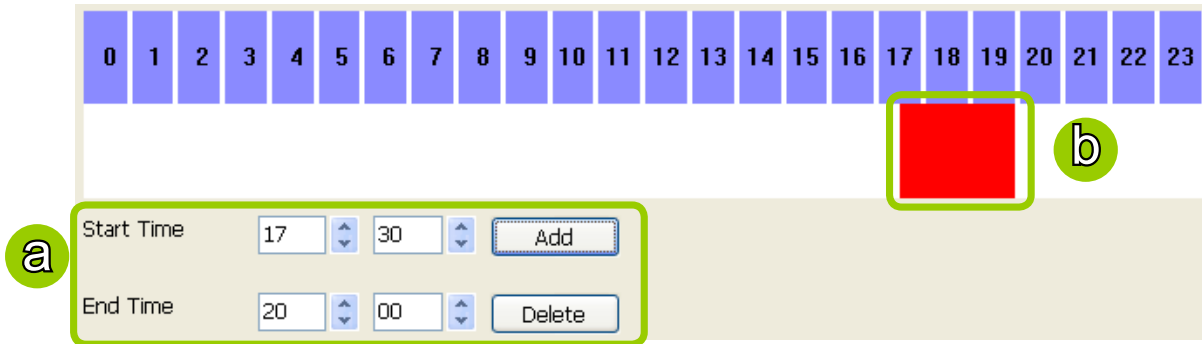 0 1 2 3 4 5 6 7 8 9 10 11 12 13 14 15 16 17 18 19 20 21 22 23
b
a
Start Time 17 30 Add
End Time 20 00 Delete